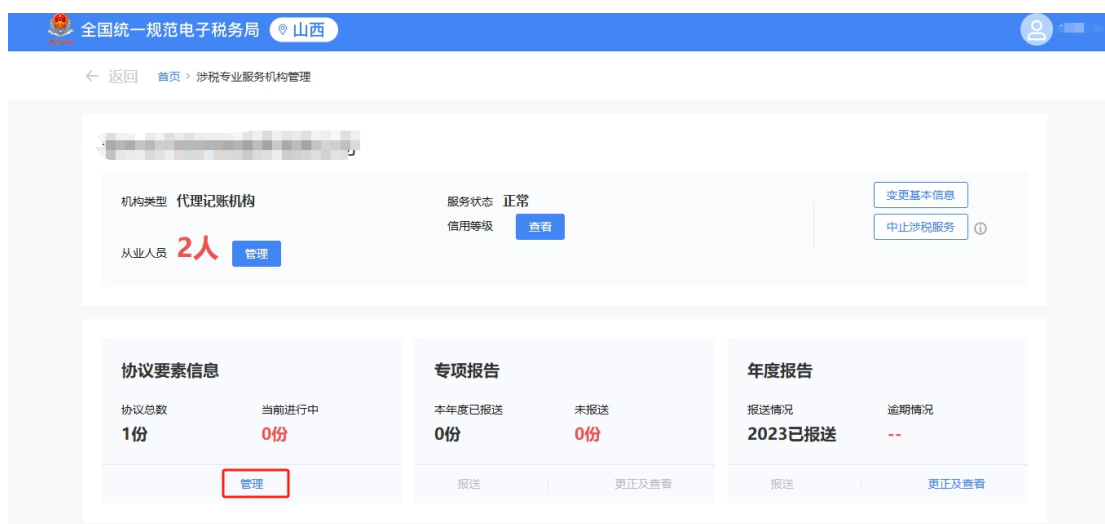 全国统一规范电子税务局 山西
← 返回 首页 > 涉税专业服务机构管理
机构类型 代理记账机构 服务状态 正常 变更基本信息
信用等级 查看 中止涉税服务
从业人员 2人 管理
协议要素信息 专项报告 年度报告
协议总数 当前进行中 本年度已报送 未报送 报送情况 逾期情况
1份 0份 0份 0份 2023已报送 --
管理 报送 更正及查看 报送 更正及查看